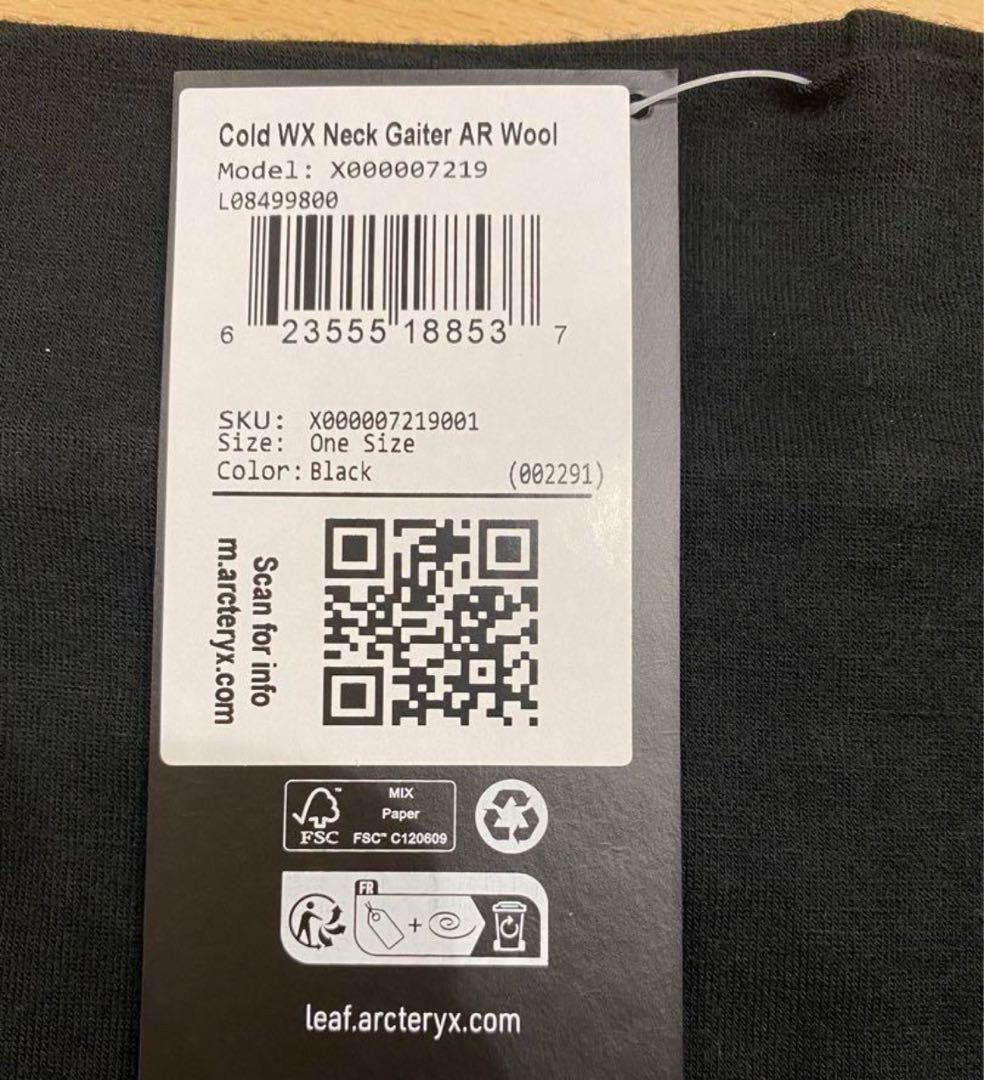 Cold WX Neck Gaiter AR Wool
Model: X000007219
L08499800
6 23555 18853 7
SKU: X000007219001
Size: One Size
Color: Black (002291)
Scan for info
m.arcteryx.com
FSC™
MIX
Paper
FSC™ C120609
FR
+
leaf.arcteryx.com